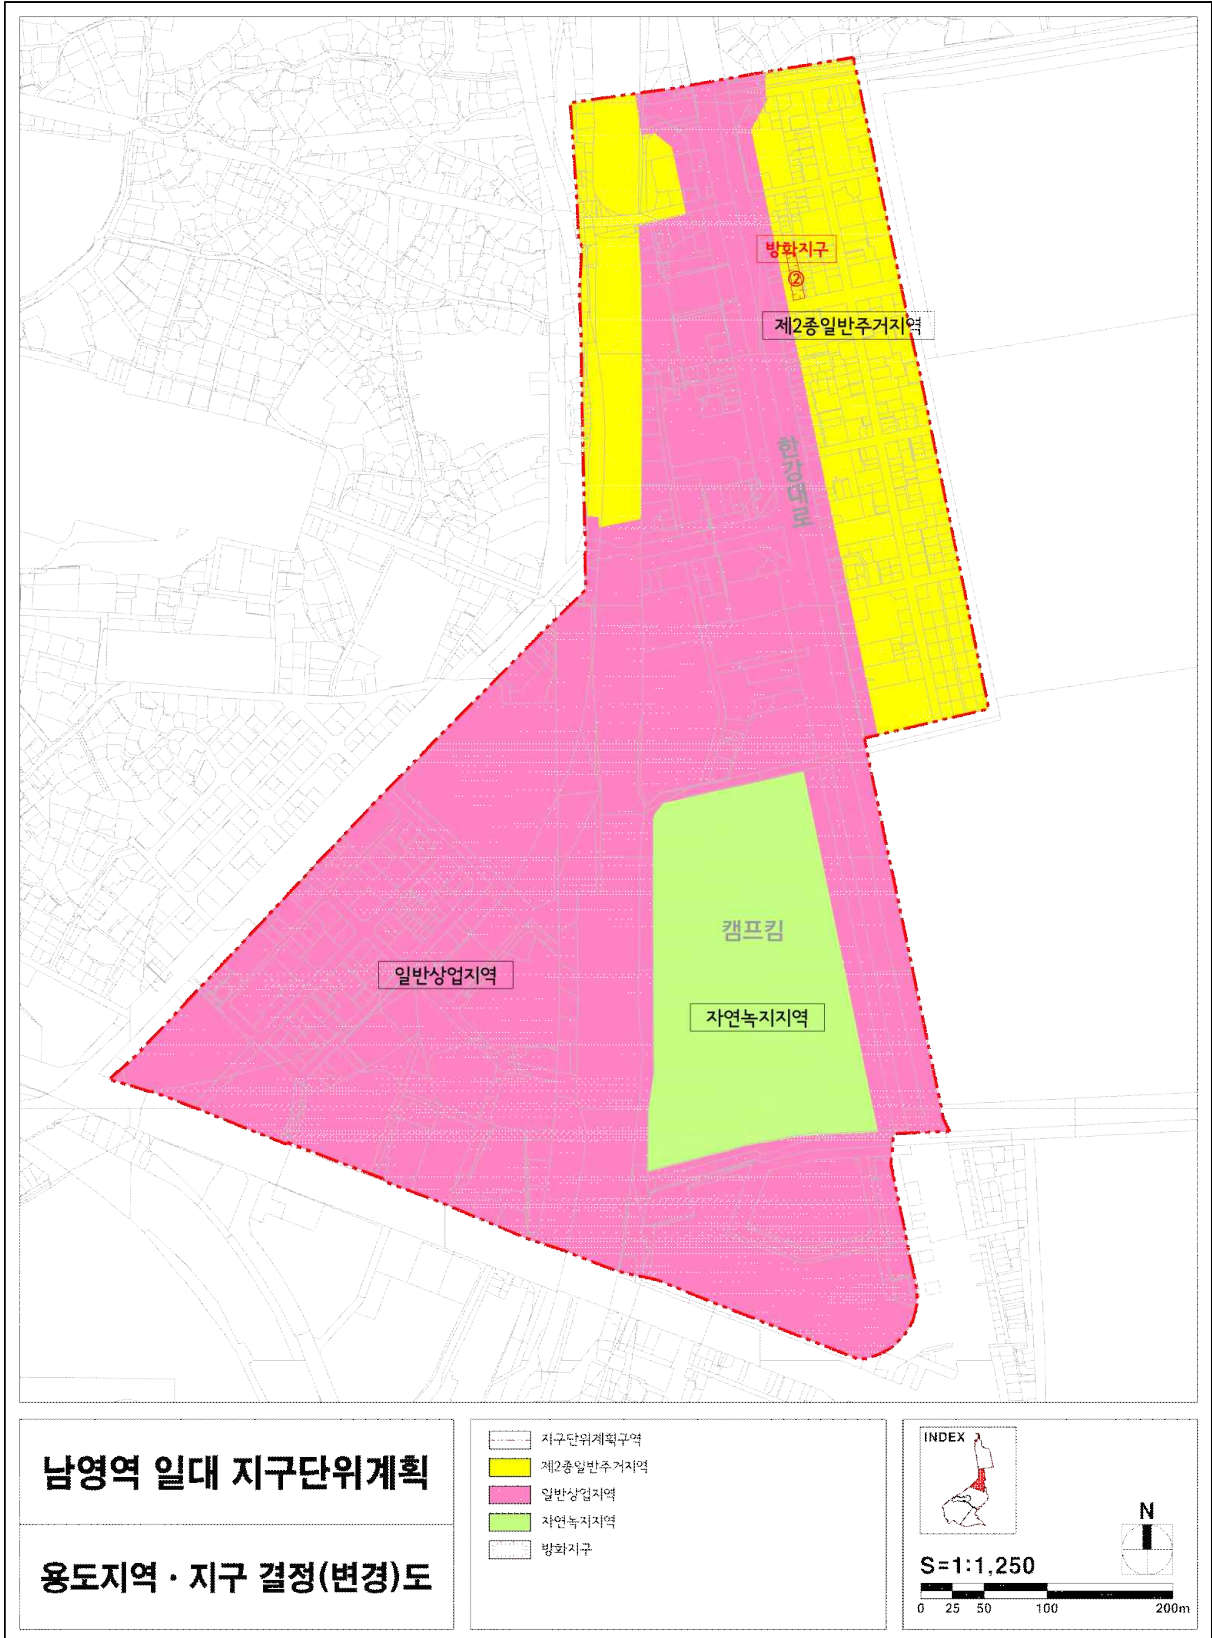 방화지구
②
제2종일반주거지역
한강대로
캠프킴
일반상업지역
자연녹지지역
남영역 일대 지구단위계획
용도지역 · 지구 결정(변경)도
지구단위계획구역
제2종일반주거지역
일반상업지역
자연녹지지역
방화지구
INDEX
N
S=1:1,250
0 25 50 100 200m